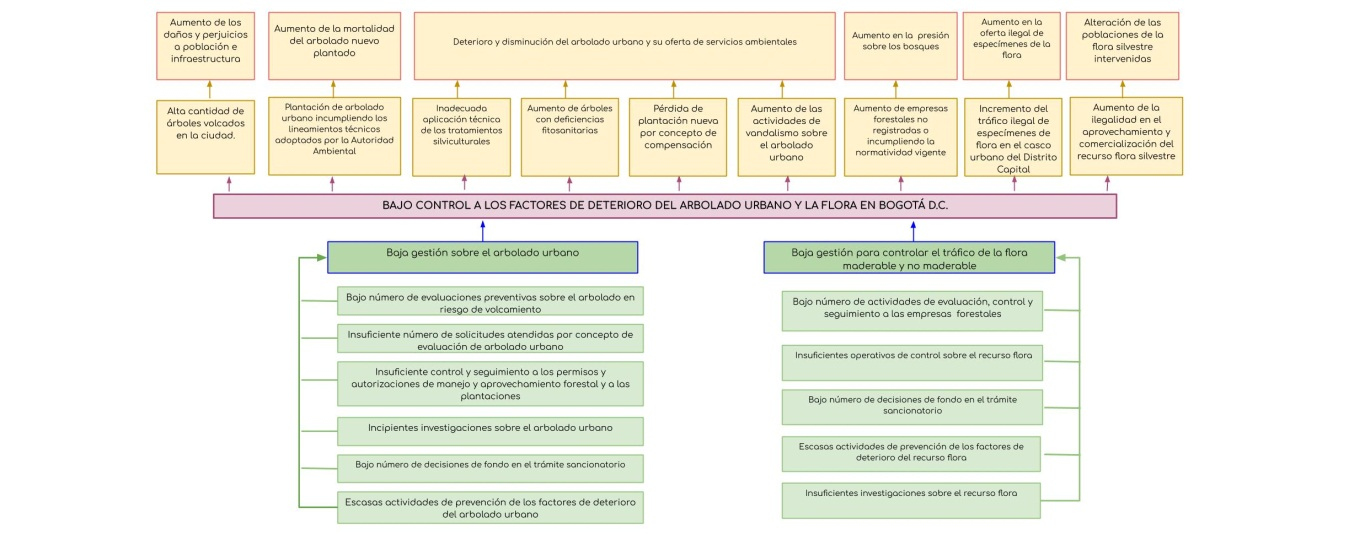 Aumento de los
daños y perjuicios
a población e
infraestructura
Aumento de la mortalidad
del arbolado nuevo
plantado
Deterioro y disminución del arbolado urbano y su oferta de servicios ambientales
Aumento en la presión
sobre los bosques
Aumento en la
oferta ilegal de
especímenes de la
flora
Alteración de las
poblaciones de la
flora silvestre
intervenidas
Alta cantidad de
árboles volcados
en la ciudad.
Plantación de arbolado
urbano incumpliendo los
lineamientos técnicos
adoptados por la Autoridad
Ambiental
Inadecuada
aplicación técnica
de los tratamientos
silviculturales
Aumento de árboles
con deficiencias
fitosanitarias
Pérdida de
plantación nueva
por concepto de
compensación
Aumento de las
actividades de
vandalismo sobre
el arbolado
urbano
Aumento de empresas
forestales no
registradas o
incumpliendo la
normatividad vigente
Incremento del
tráfico ilegal de
especímenes de
flora en el casco
urbano del Distrito
Capital
Aumento de la
ilegalidad en el
aprovechamiento y
comercialización del
recurso flora silvestre
BAJO CONTROL A LOS FACTORES DE DETERIORO DEL ARBOLADO URBANO Y LA FLORA EN BOGOTÁ D.C.
Baja gestión sobre el arbolado urbano
Bajo número de evaluaciones preventivas sobre el arbolado en
riesgo de volcamiento
Insuficiente número de solicitudes atendidas por concepto de
evaluación de arbolado urbano
Insuficiente control y seguimiento a los permisos y
autorizaciones de manejo y aprovechamiento forestal y a las
plantaciones
Incipientes investigaciones sobre el arbolado urbano
Bajo número de decisiones de fondo en el trámite sancionatorio
Escasas actividades de prevención de los factores de deterioro
del arbolado urbano
Baja gestión para controlar el tráfico de la flora
maderable y no maderable
Bajo número de actividades de evaluación, control y
seguimiento a las empresas forestales
Insuficientes operativos de control sobre el recurso flora
Bajo número de decisiones de fondo en el trámite
sancionatorio
Escasas actividades de prevención de los factores de
deterioro del recurso flora
Insuficientes investigaciones sobre el recurso flora